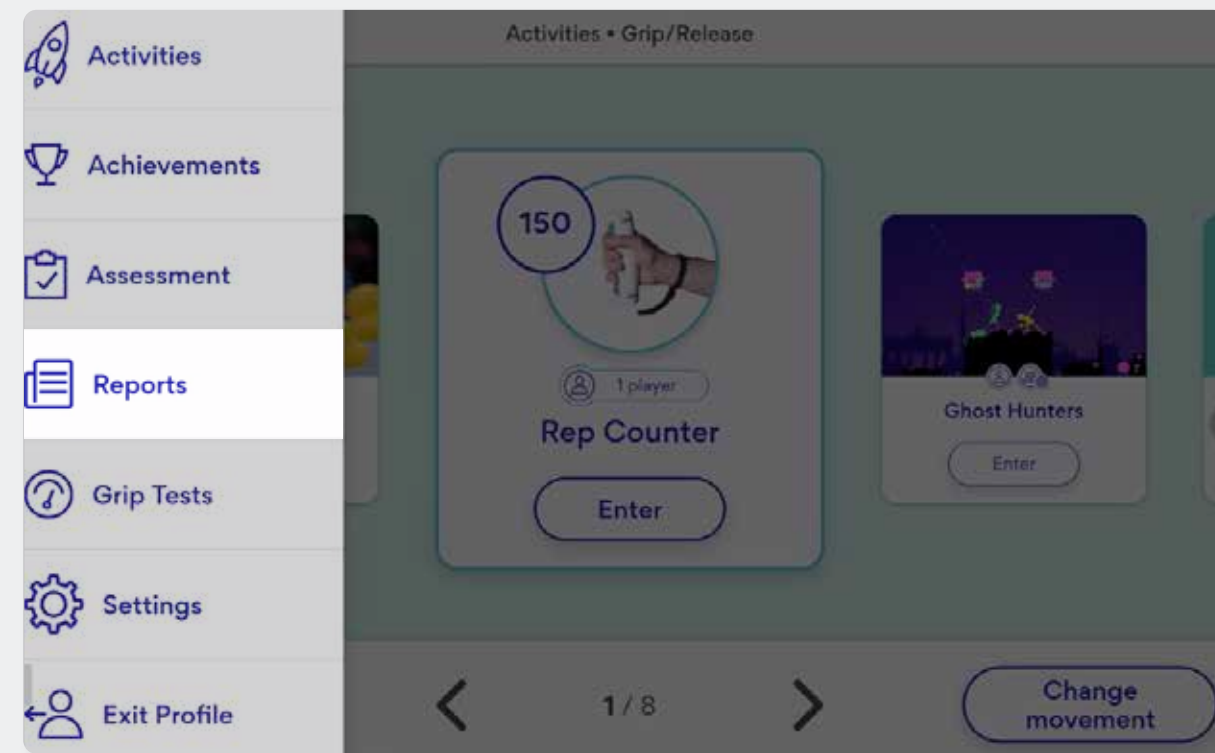 Activities
Achievements
Assessment
Reports
Grip Tests
Settings
Exit Profile
Activities • Grip/Release
150
1 player
Rep Counter
Enter
Ghost Hunters
Enter
1 / 8
Change
movement